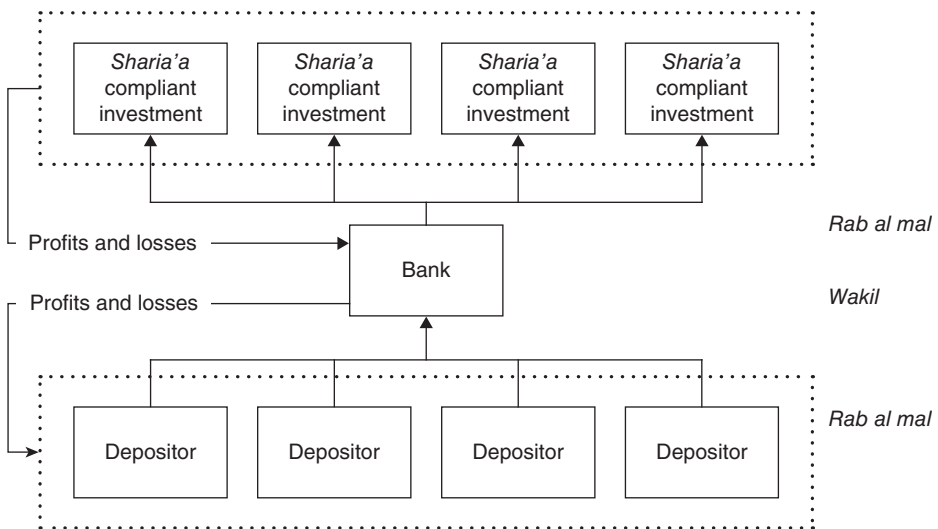 Sharia'a
compliant
investment
Sharia'a
compliant
investment
Sharia'a
compliant
investment
Sharia'a
compliant
investment
Rab al mal
Profits and losses
Bank
Profits and losses
Wakil
Rab al mal
Depositor
Depositor
Depositor
Depositor